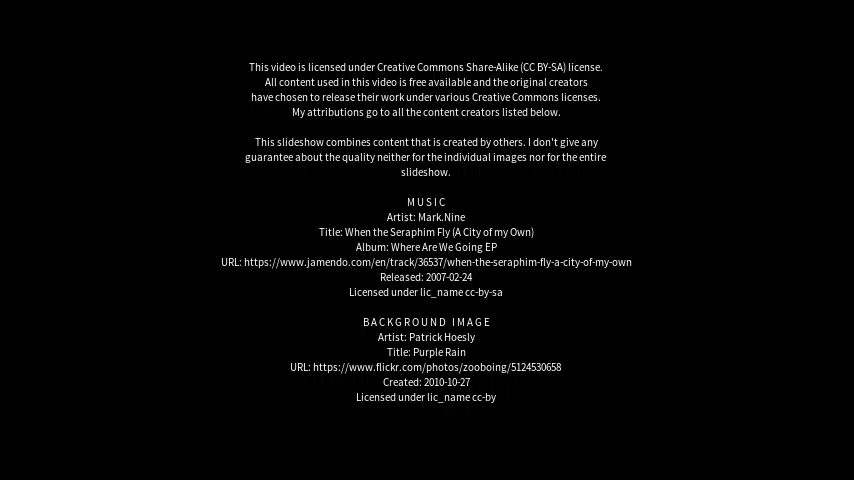 This video is licensed under Creative Commons Share-Alike (CC BY-SA) license.
All content used in this video is free available and the original creators
have chosen to release their work under various Creative Commons licenses.
My attributions go to all the content creators listed below.
This slideshow combines content that is created by others. I don't give any
guarantee about the quality neither for the individual images nor for the entire
slideshow.
MUSIC
Artist: Mark.Nine
Title: When the Seraphim Fly (A City of my Own)
Album: Where Are We Going EP
URL: https://www.jamendo.com/en/track/36537/when-the-seraphim-fly-a-city-of-my-own
Released: 2007-02-24
Licensed under lic_name cc-by-sa
BACKGROUND IMAGE
Artist: Patrick Hoesly
Title: Purple Rain
URL: https://www.flickr.com/photos/zooboing/5124530658
Created: 2010-10-27
Licensed under lic_name cc-by